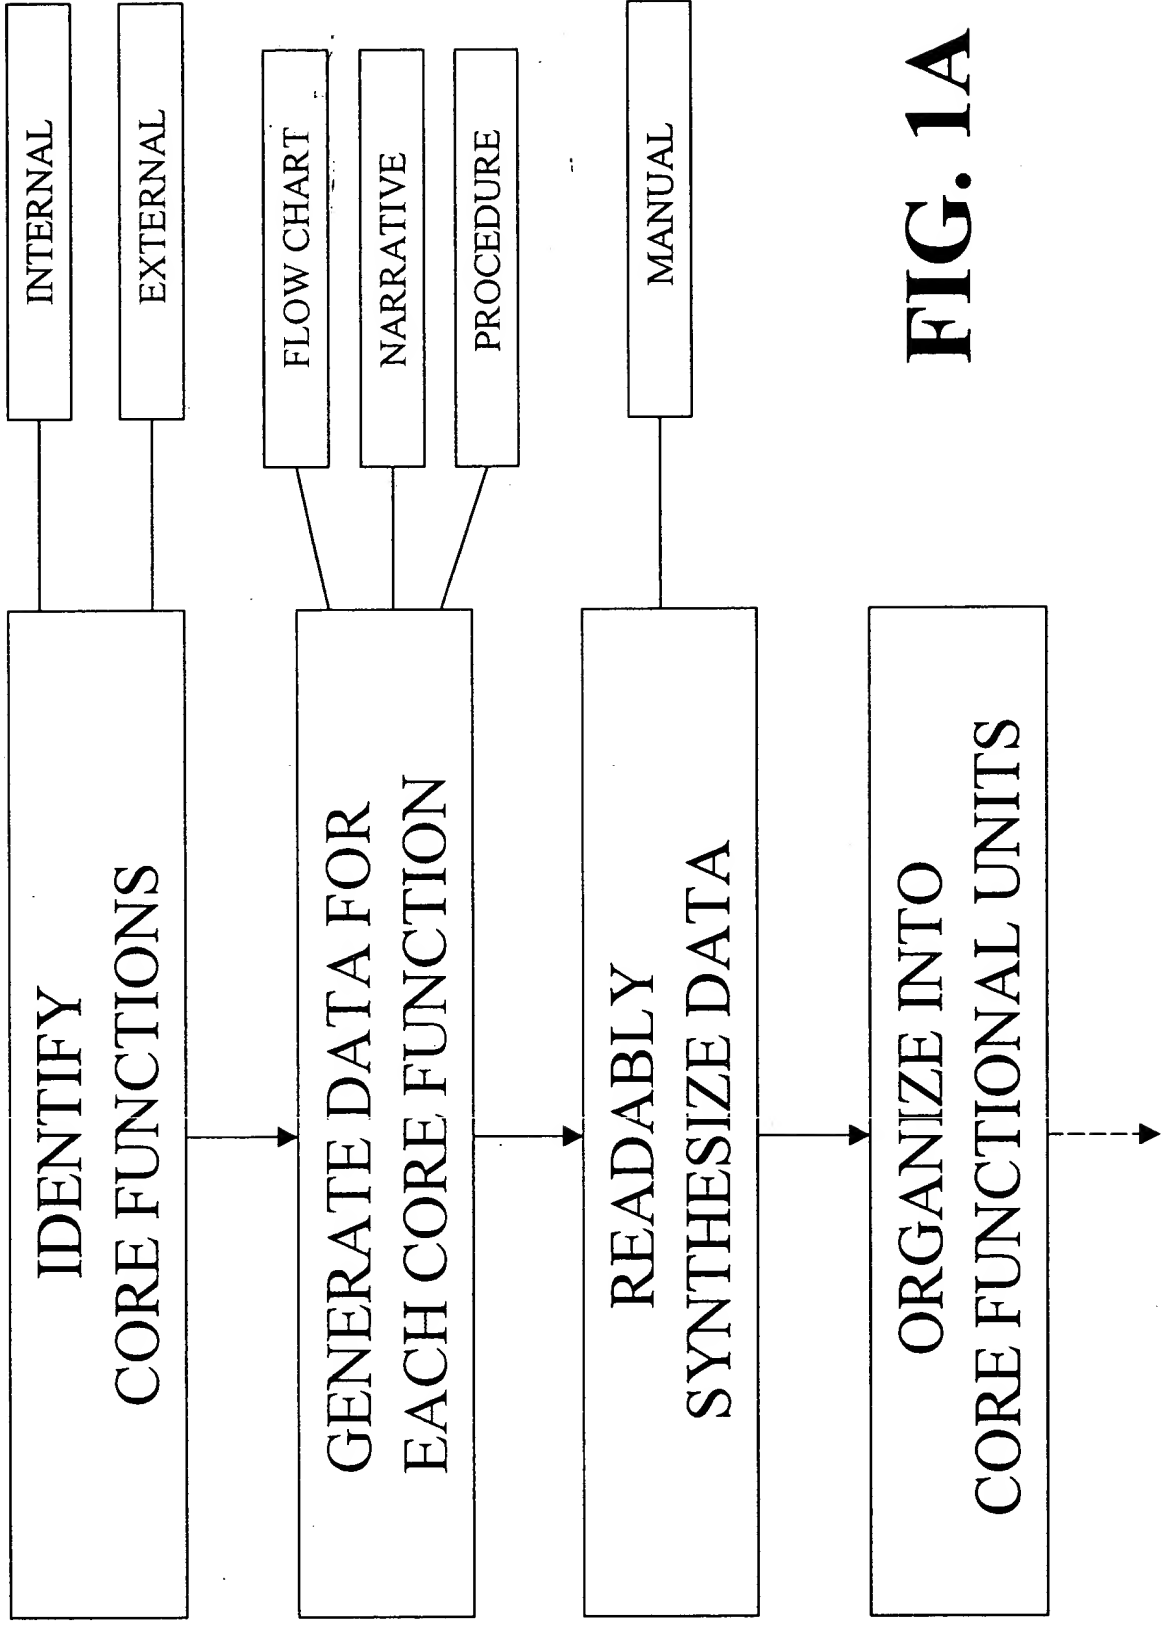 IDENTIFY
CORE FUNCTIONS
INTERNAL
EXTERNAL
GENERATE DATA FOR
EACH CORE FUNCTION
FLOW CHART
NARRATIVE
PROCEDURE
READABLY
SYNTHESIZE DATA
MANUAL
ORGANIZE INTO
CORE FUNCTIONAL UNITS
FIG. 1A